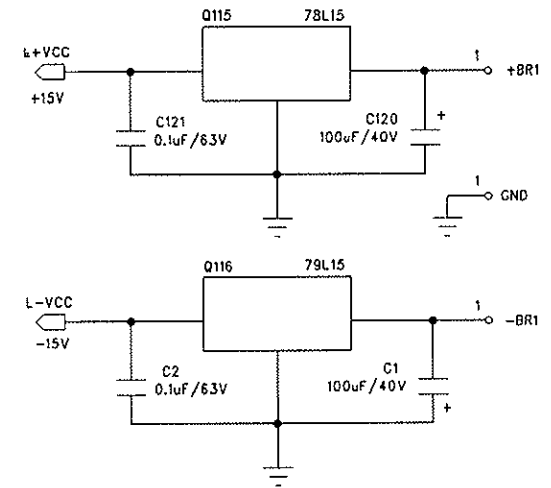 Q115 78L15
L+VCC
1
+BR1
+15V
C121
0.1uF/63V
C120
+
100uF/40V
1
GND
Q116 79L15
L-VCC
1
-BR1
-15V
C2
0.1uF/63V
C1
100uF/40V
+